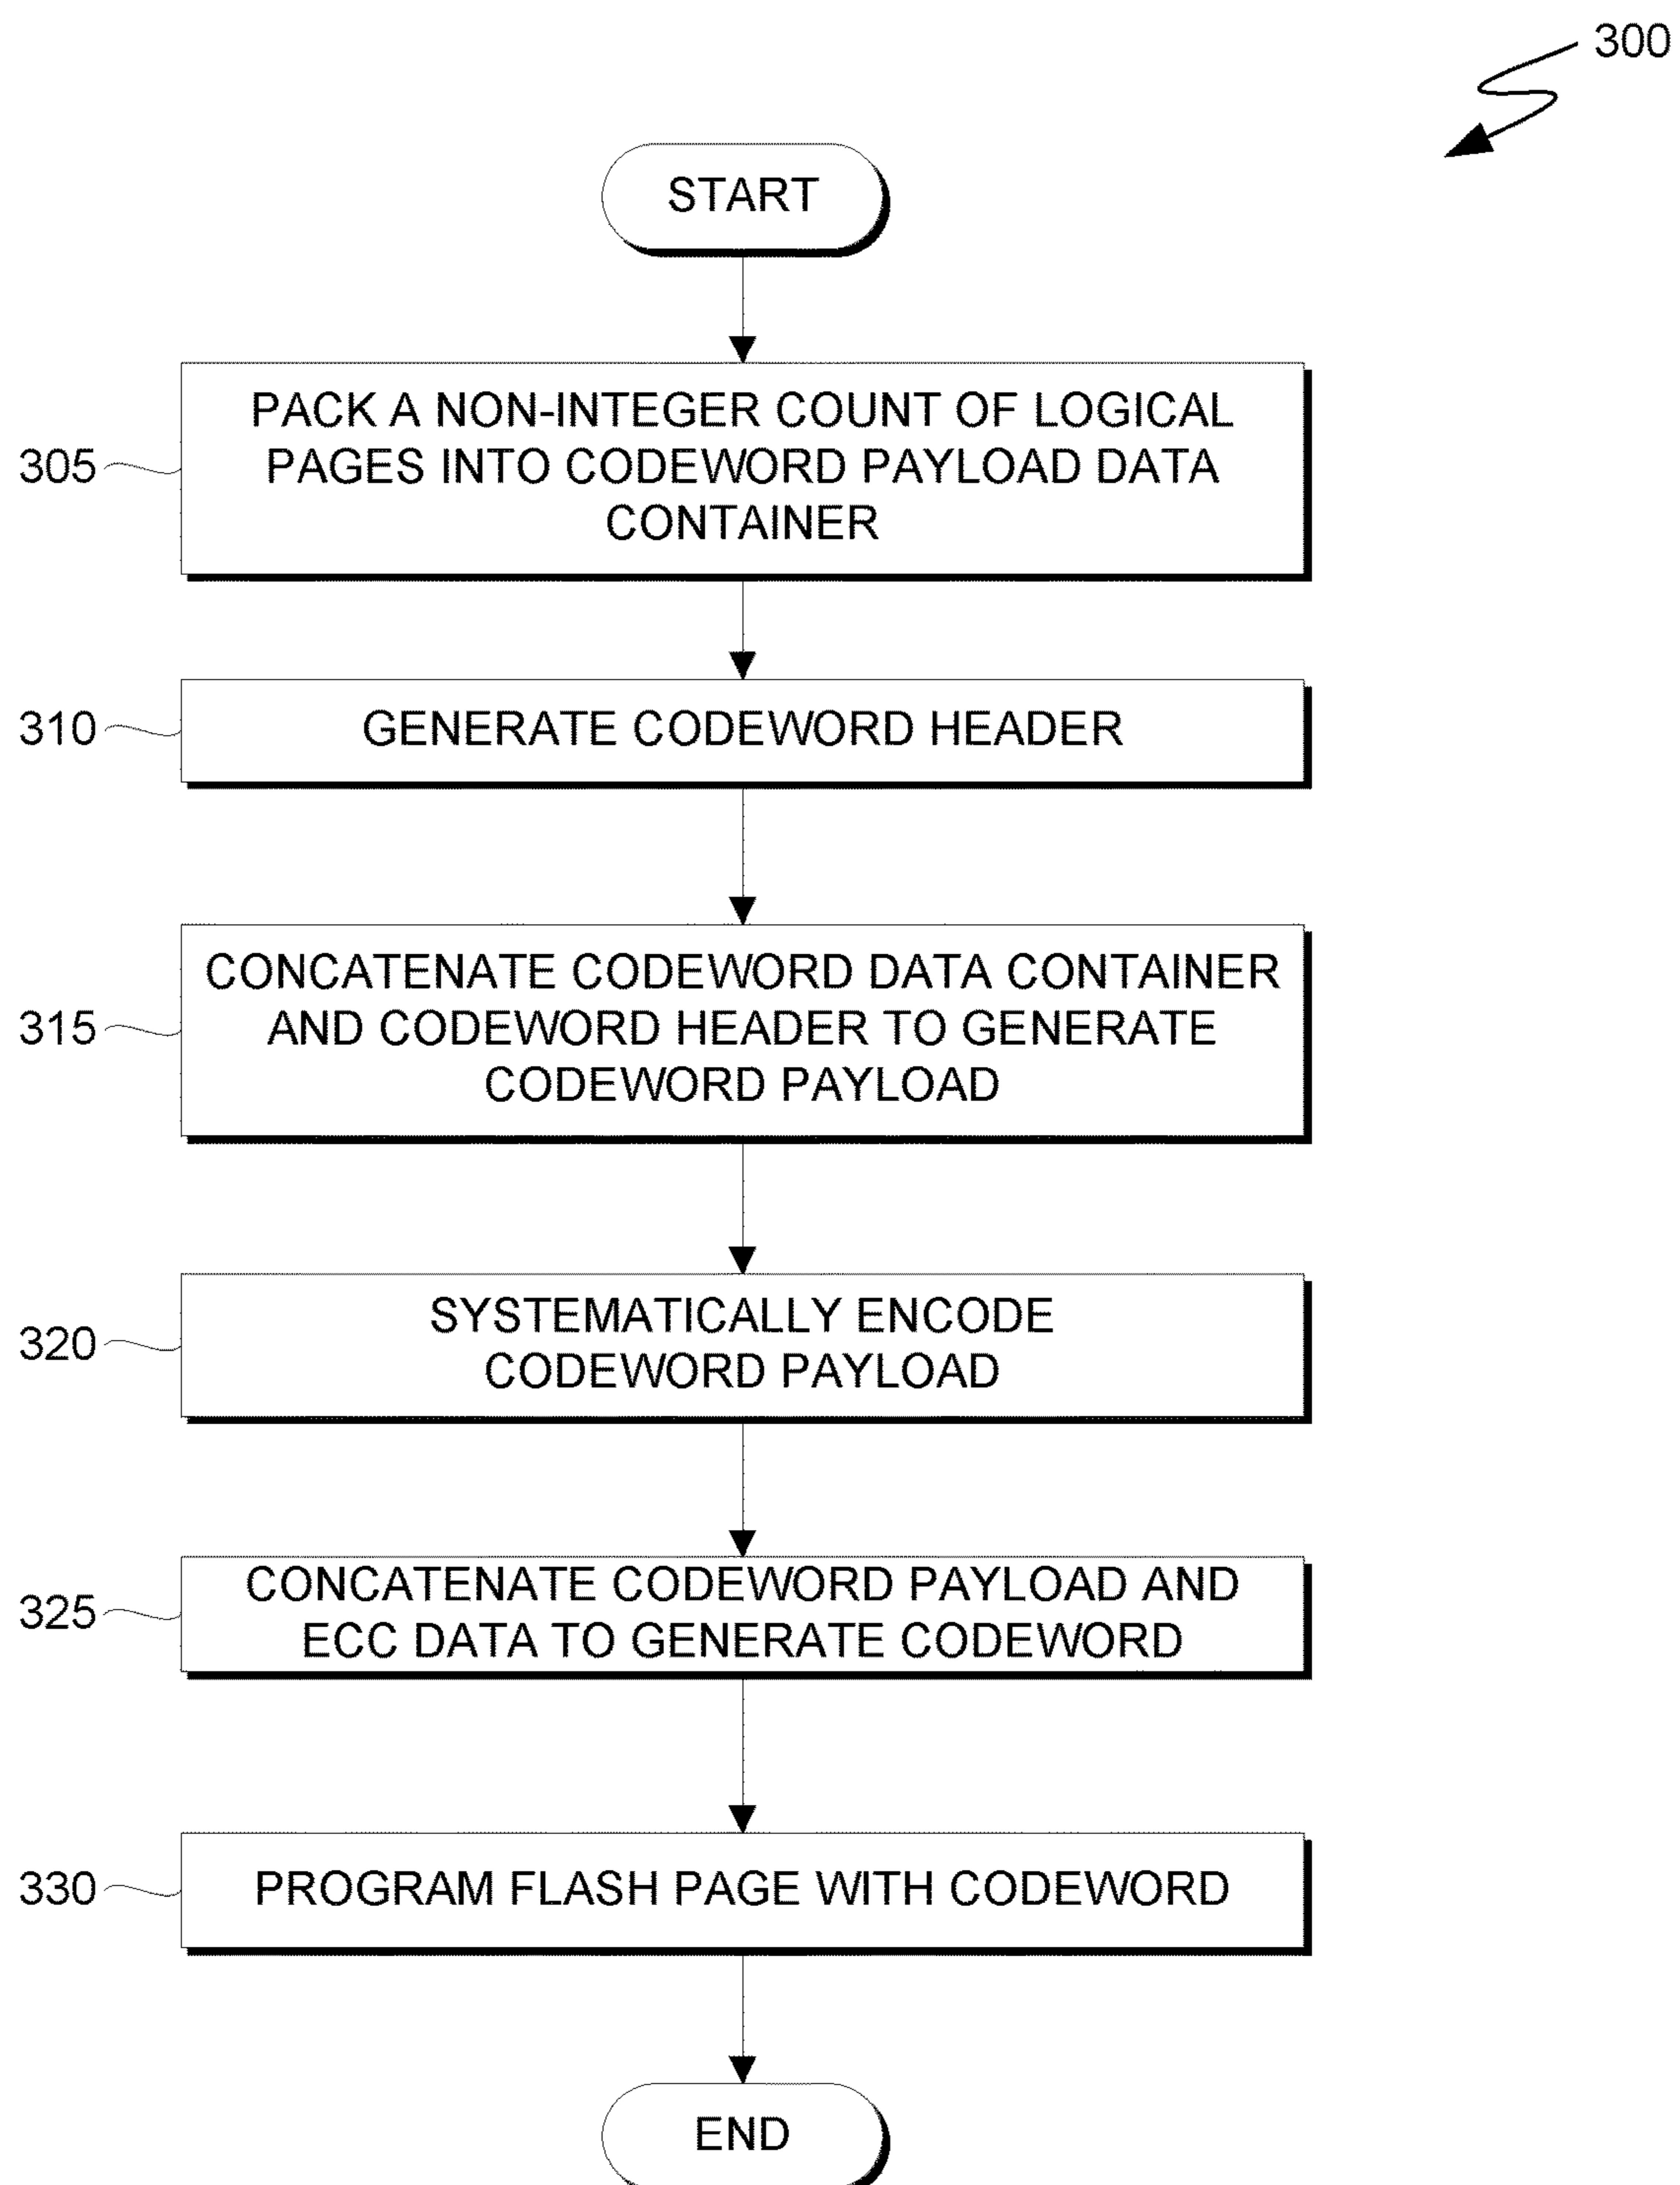 300
START
PACK A NON-INTEGER COUNT OF LOGICAL
PAGES INTO CODEWORD PAYLOAD DATA
CONTAINER
305
GENERATE CODEWORD HEADER
310
CONCATENATE CODEWORD DATA CONTAINER
AND CODEWORD HEADER TO GENERATE
CODEWORD PAYLOAD
315
SYSTEMATICALLY ENCODE
CODEWORD PAYLOAD
320
CONCATENATE CODEWORD PAYLOAD AND
ECC DATA TO GENERATE CODEWORD
325
PROGRAM FLASH PAGE WITH CODEWORD
330
END